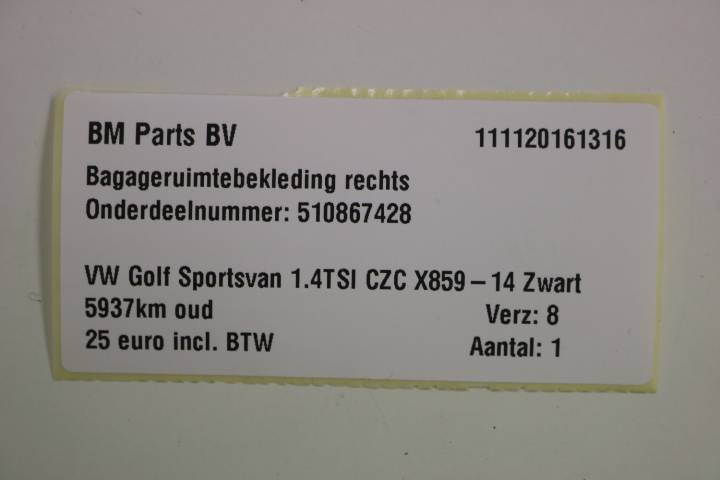 BM Parts BV 111120161316
Bagageruimtebekleding rechts
Onderdeelnummer: 510867428
VW Golf Sportsvan 1.4TSI CZC X859 – 14 Zwart
5937km oud Verz: 8
25 euro incl. BTW Aantal: 1